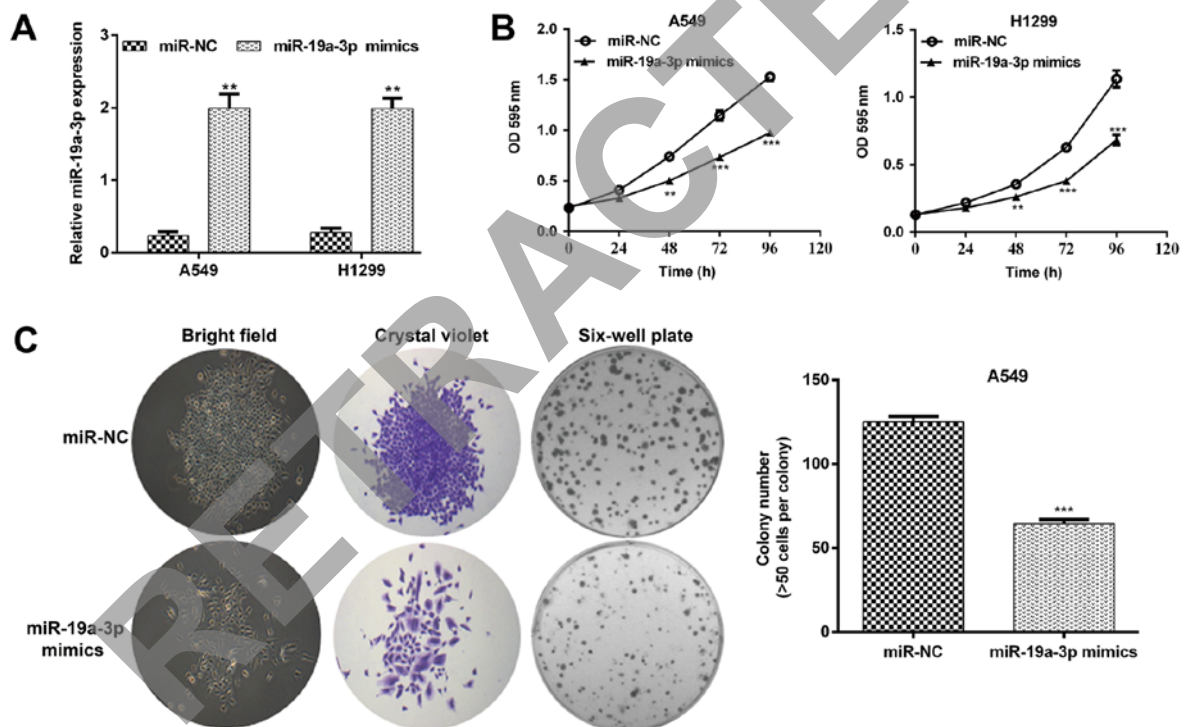 A
Relative miR-19a-3p expression
3
2
1
0
miR-NC
miR-19a-3p mimics
**
**
A549
H1299
B
A549
miR-NC
miR-19a-3p mimics
OD 595 nm
2.0
1.5
1.0
0.5
0.0
**
***
***
0 24 48 72 96 120
Time (h)
H1299
miR-NC
miR-19a-3p mimics
OD 595 nm
1.5
1.0
0.5
0.0
**
***
***
0 24 48 72 96 120
Time (h)
C
Bright field Crystal violet Six-well plate
miR-NC
miR-19a-3p
mimics
A549
Colony number
(>50 cells per colony)
150
100
50
0
***
miR-NC miR-19a-3p mimics
RETRACTE